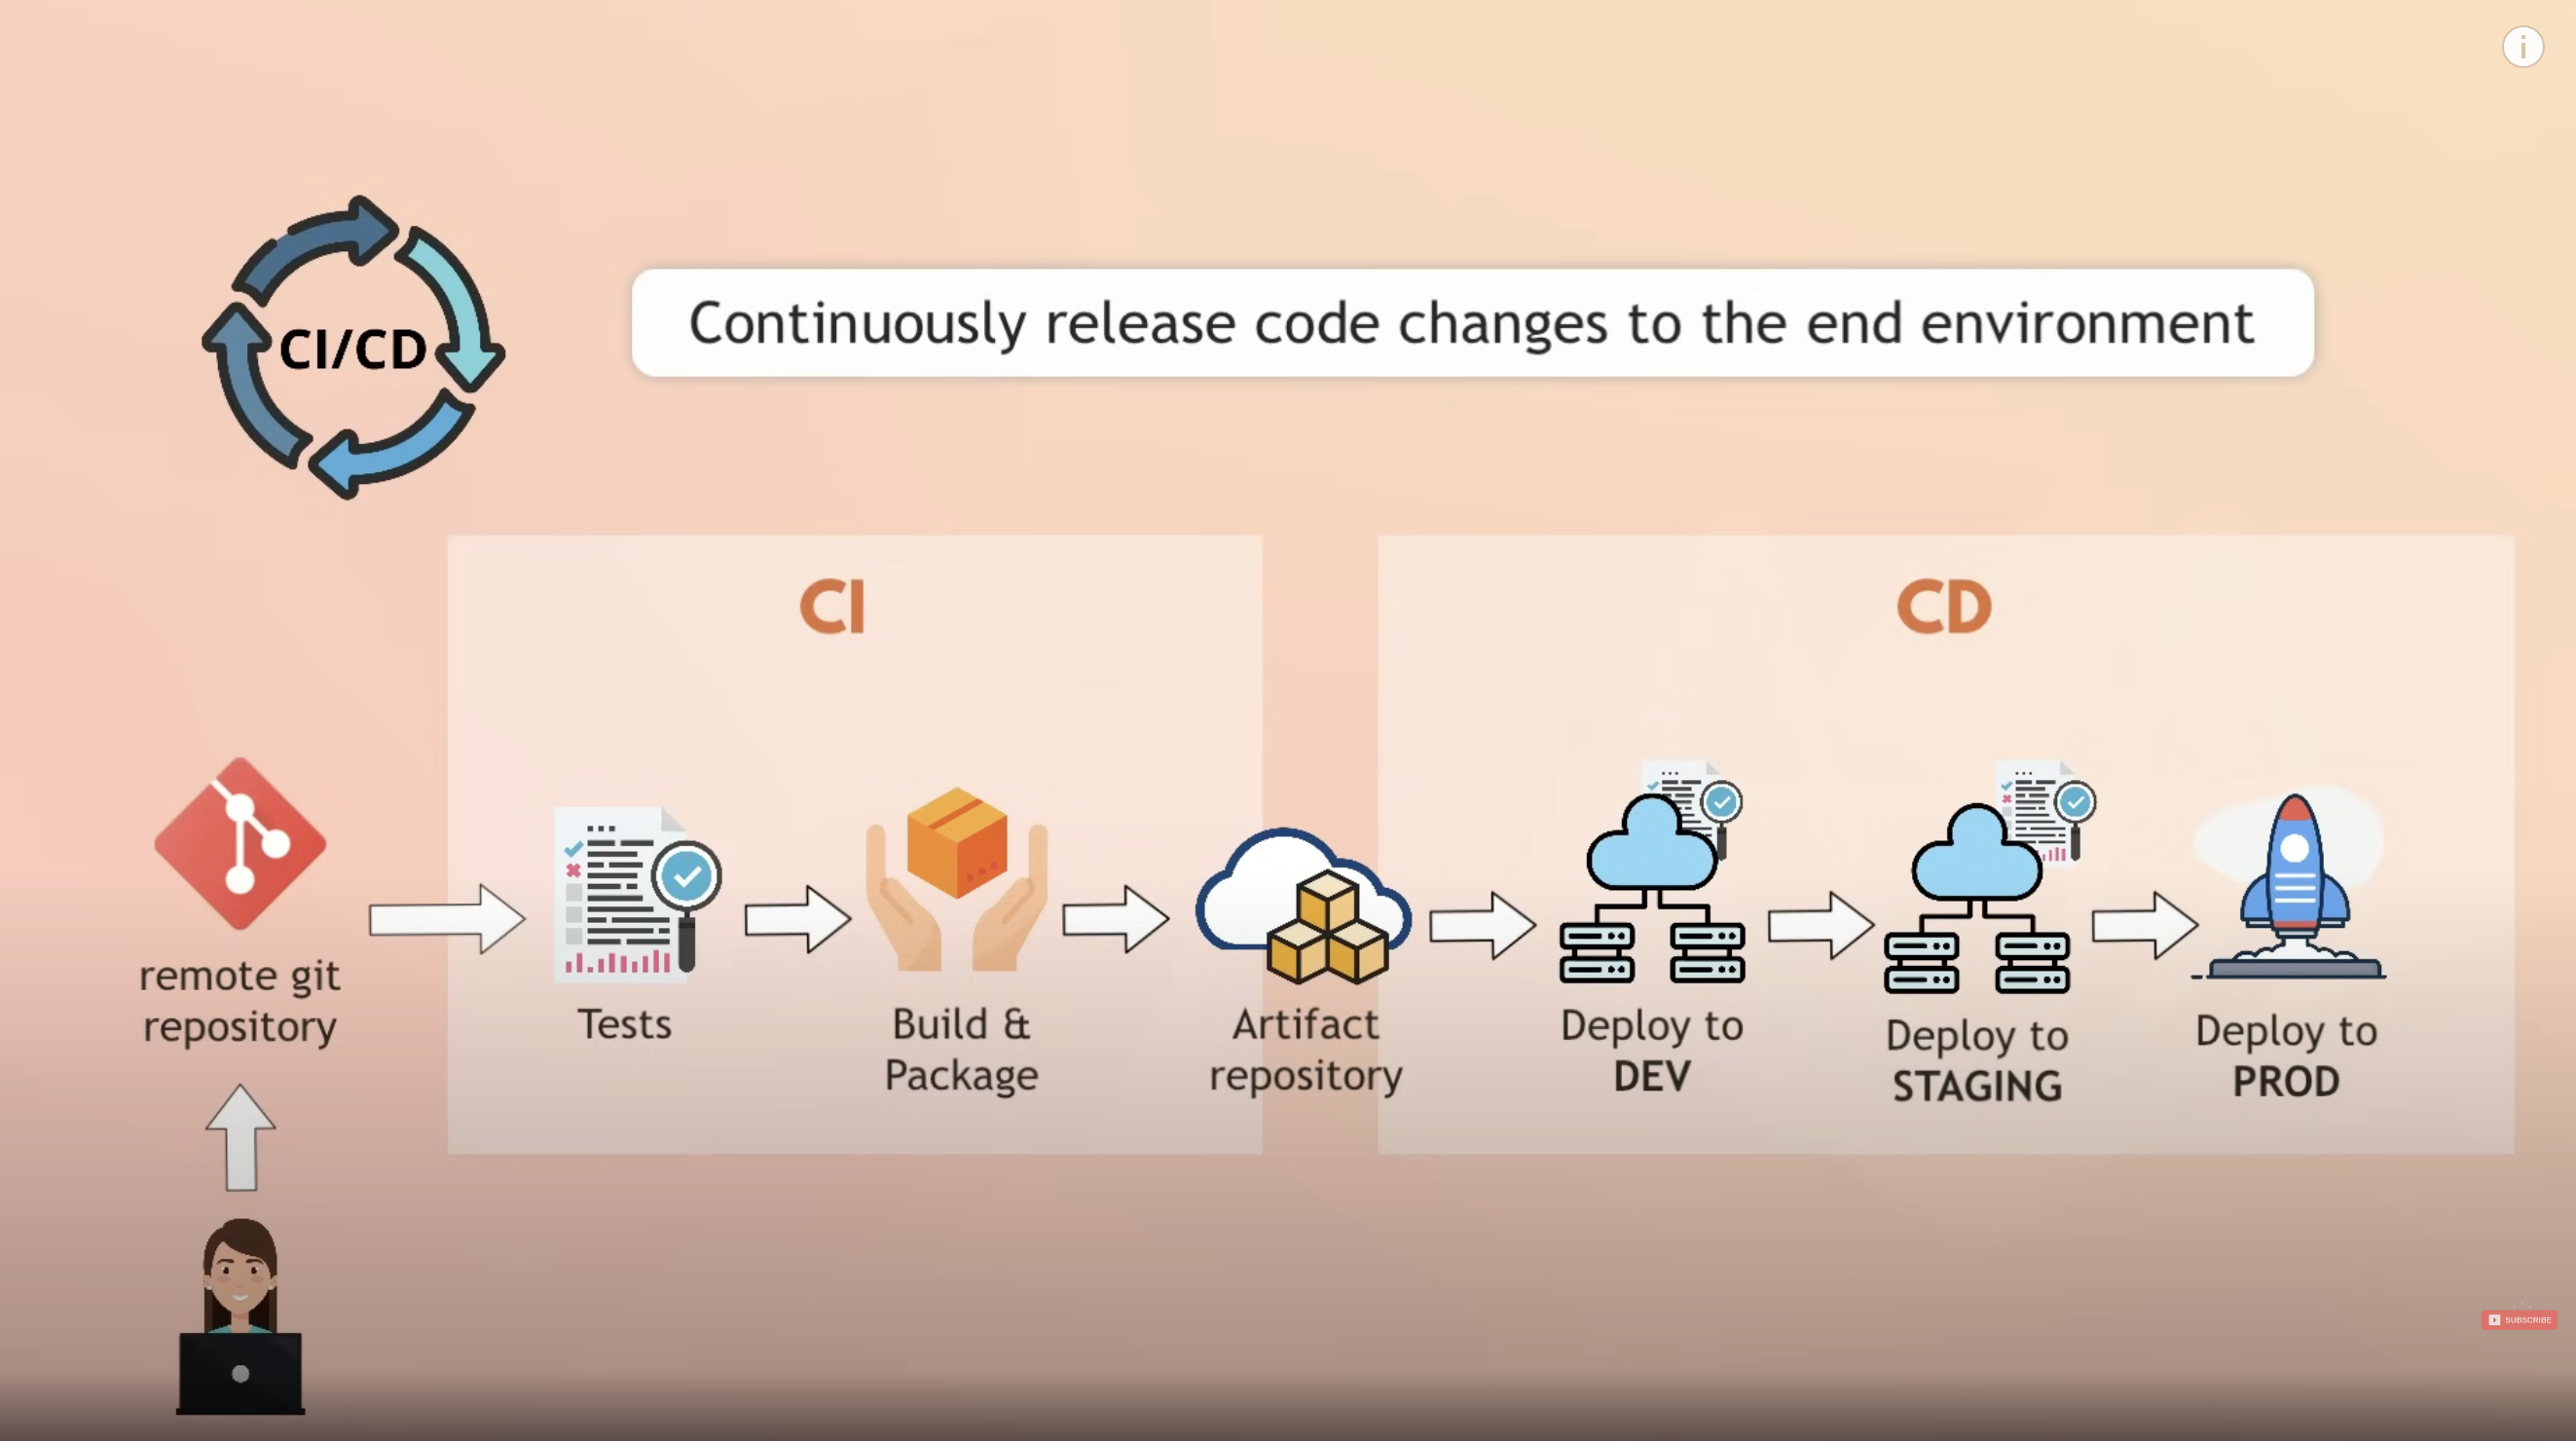 CI/CD
Continuously release code changes to the end environment
CI
CD
remote git
repository
Tests
Build &
Package
Artifact
repository
Deploy to
DEV
Deploy to
STAGING
Deploy to
PROD
SUBSCRIBE